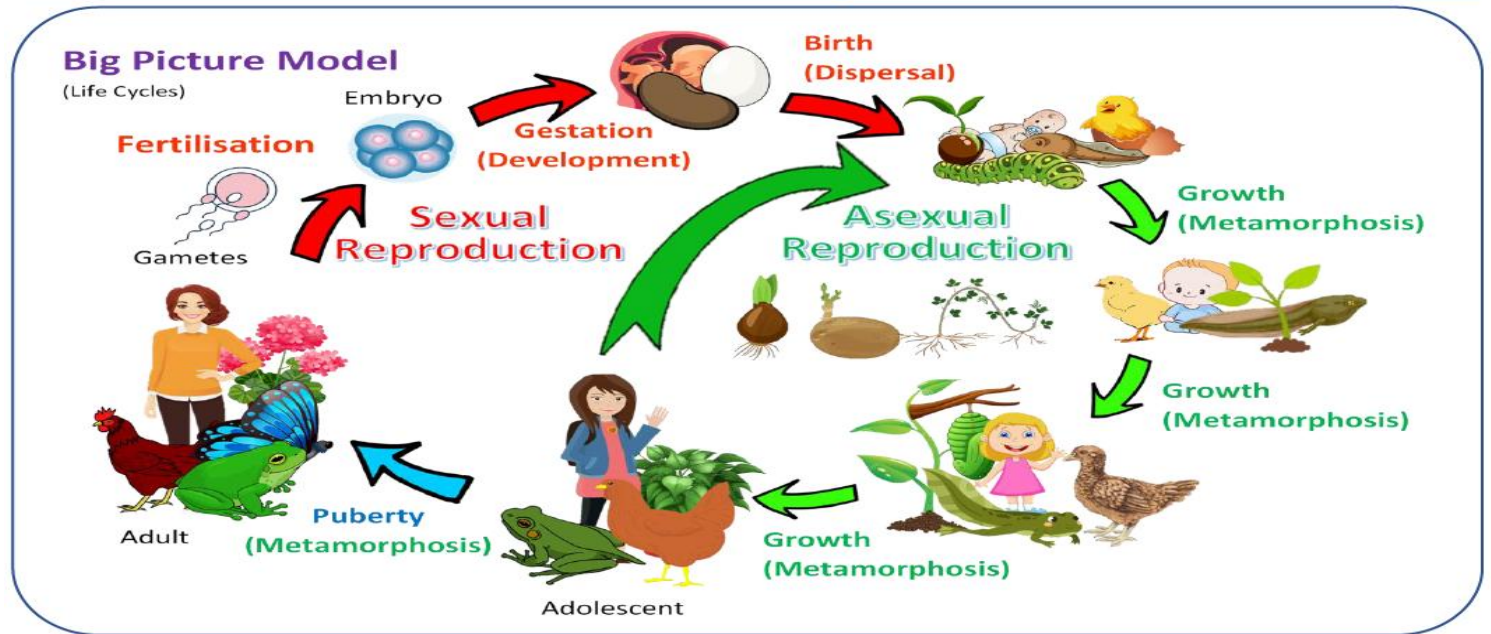 Big Picture Model
(Life Cycles)
Embryo
Fertilisation
Gametes
Gestation
(Development)
Birth
(Dispersal)
Sexual
Reproduction
Asexual
Reproduction
Growth
(Metamorphosis)
Growth
(Metamorphosis)
Growth
(Metamorphosis)
Adolescent
Puberty
(Metamorphosis)
Adult